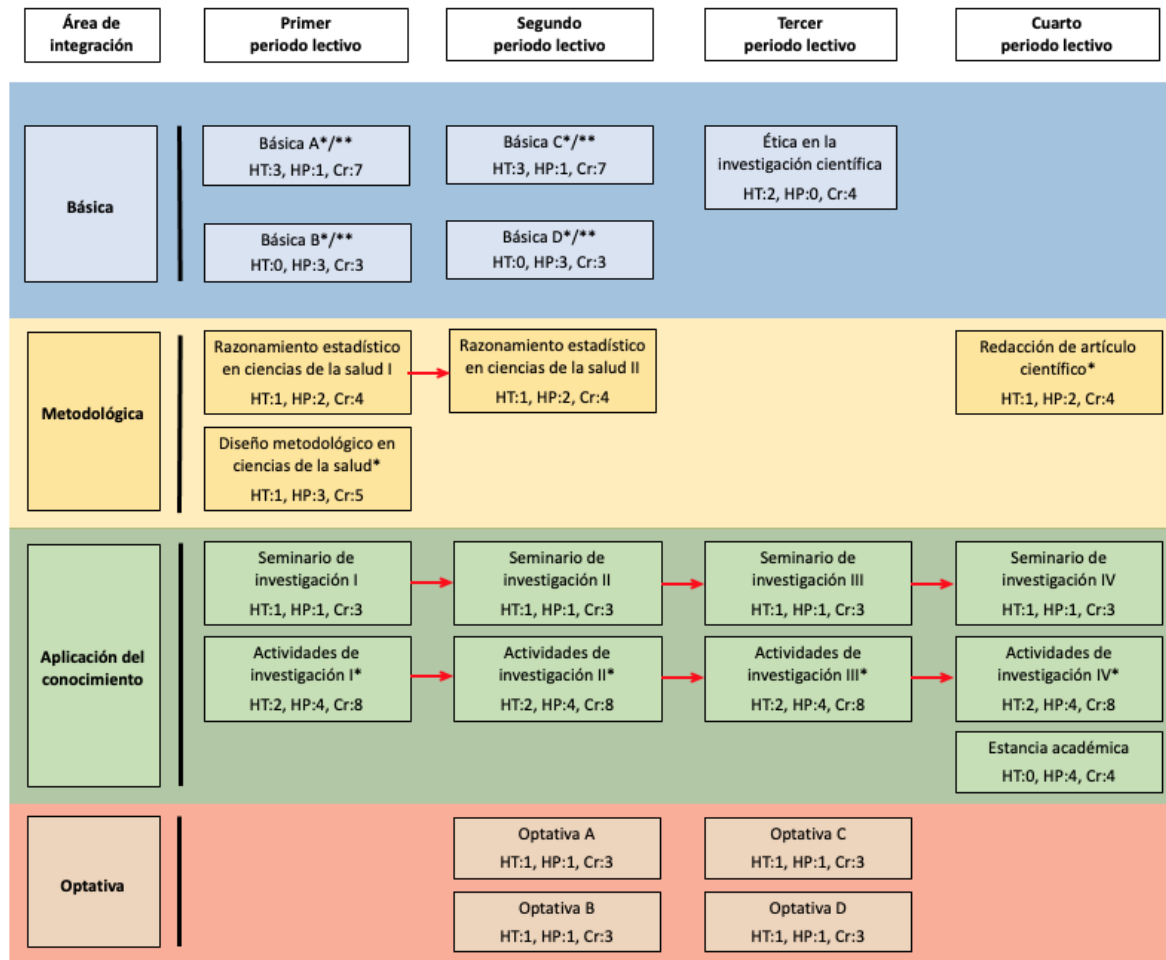 Área de
integración
Primer
periodo lectivo
Segundo
periodo lectivo
Tercer
periodo lectivo
Cuarto
periodo lectivo
Básica
Básica A*/**
HT:3, HP:1, Cr:7
Básica C*/**
HT:3, HP:1, Cr:7
Ética en la
investigación científica
HT:2, HP:0, Cr:4
Básica B*/**
HT:0, HP:3, Cr:3
Básica D*/**
HT:0, HP:3, Cr:3
Metodológica
Razonamiento estadístico
en ciencias de la salud I
HT:1, HP:2, Cr:4
Razonamiento estadístico
en ciencias de la salud II
HT:1, HP:2, Cr:4
Redacción de artículo
científico*
HT:1, HP:2, Cr:4
Diseño metodológico en
ciencias de la salud*
HT:1, HP:3, Cr:5
Aplicación del
conocimiento
Seminario de
investigación I
HT:1, HP:1, Cr:3
Seminario de
investigación II
HT:1, HP:1, Cr:3
Seminario de
investigación III
HT:1, HP:1, Cr:3
Seminario de
investigación IV
HT:1, HP:1, Cr:3
Actividades de
investigación I*
HT:2, HP:4, Cr:8
Actividades de
investigación II*
HT:2, HP:4, Cr:8
Actividades de
investigación III*
HT:2, HP:4, Cr:8
Actividades de
investigación IV*
HT:2, HP:4, Cr:8
Estancia académica
HT:0, HP:4, Cr:4
Optativa
Optativa A
HT:1, HP:1, Cr:3
Optativa C
HT:1, HP:1, Cr:3
Optativa B
HT:1, HP:1, Cr:3
Optativa D
HT:1, HP:1, Cr:3